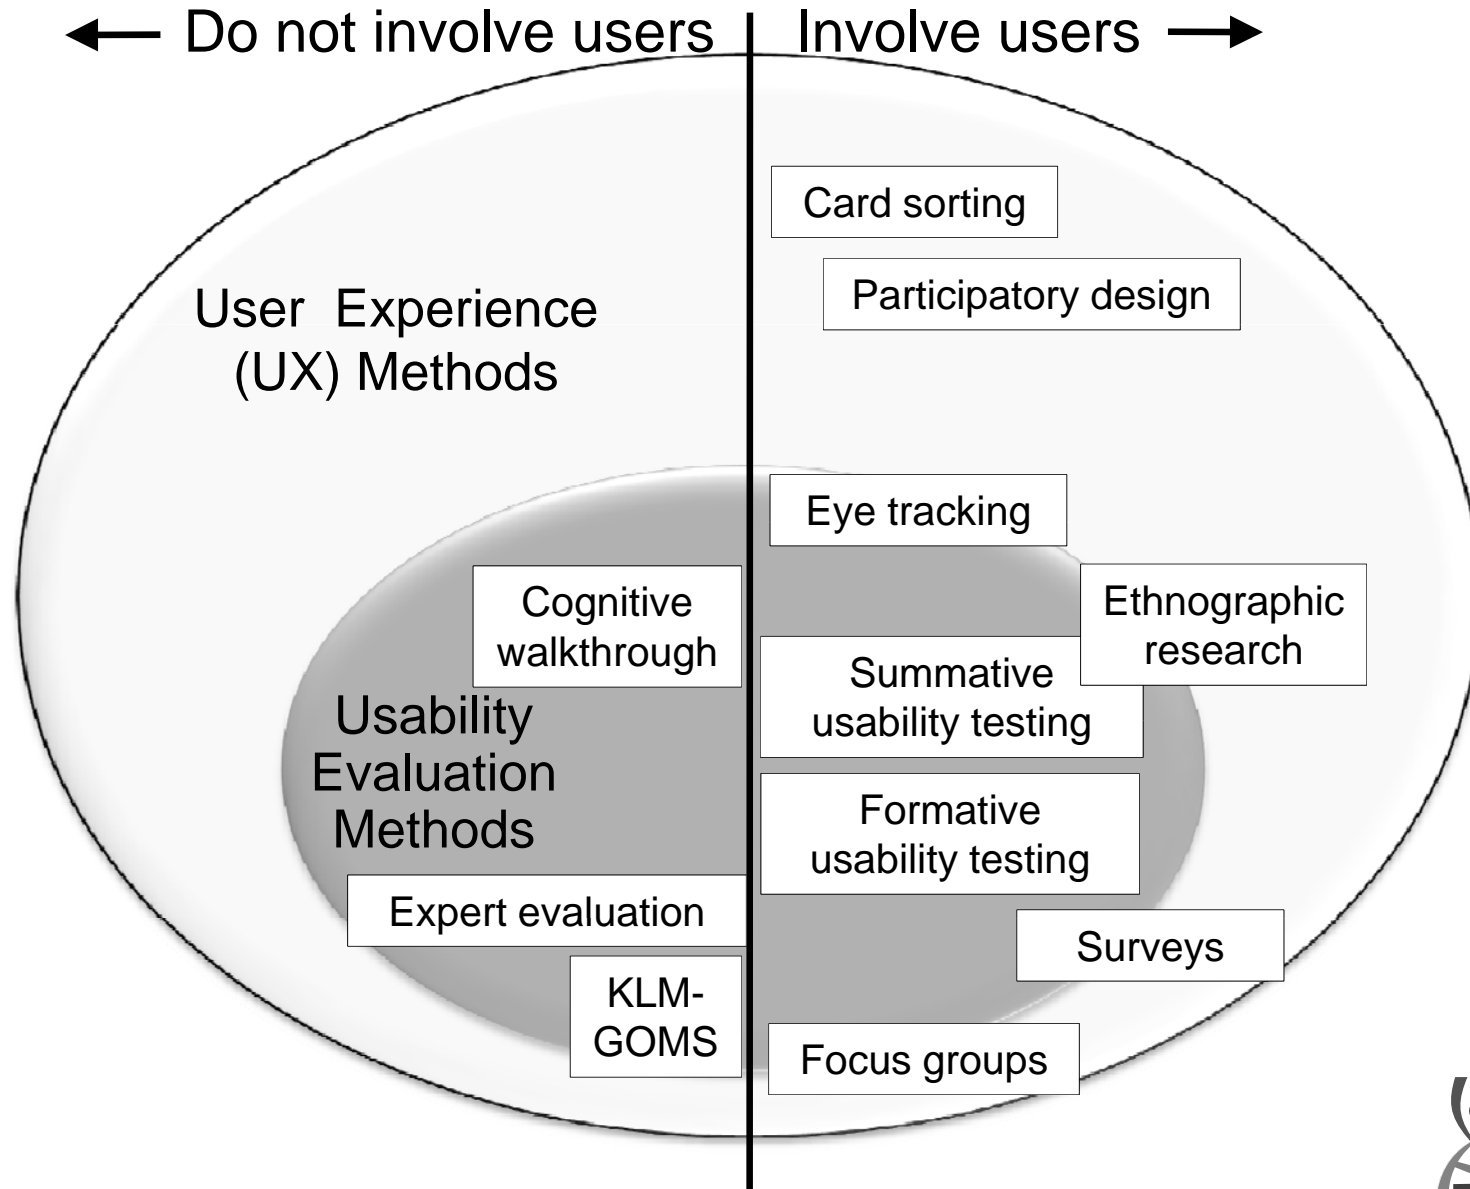 Do not involve users
Involve users
Card sorting
Participatory design
User Experience
(UX) Methods
Eye tracking
Cognitive
walkthrough
Ethnographic
research
Summative
usability testing
Usability
Evaluation
Methods
Formative
usability testing
Expert evaluation
Surveys
KLM-
GOMS
Focus groups